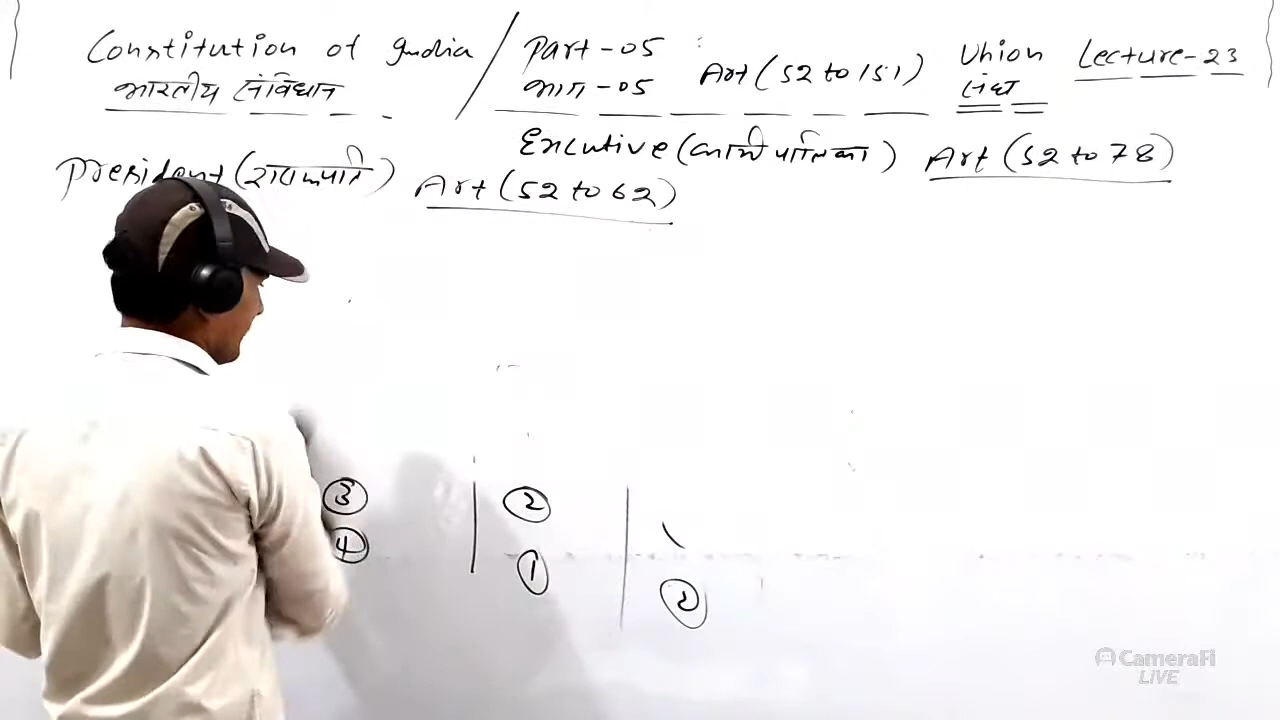 Constitution of India / Part-05 Art (52 to 151) Union Lecture-23
भारतीय संविधान भाग-05 संघ
Executive (कार्यपालिका) Art (52 to 78)
President (राष्ट्रपति) Art (52 to 62)
3 | 2 |
4 1 2
CameraFi
LIVE